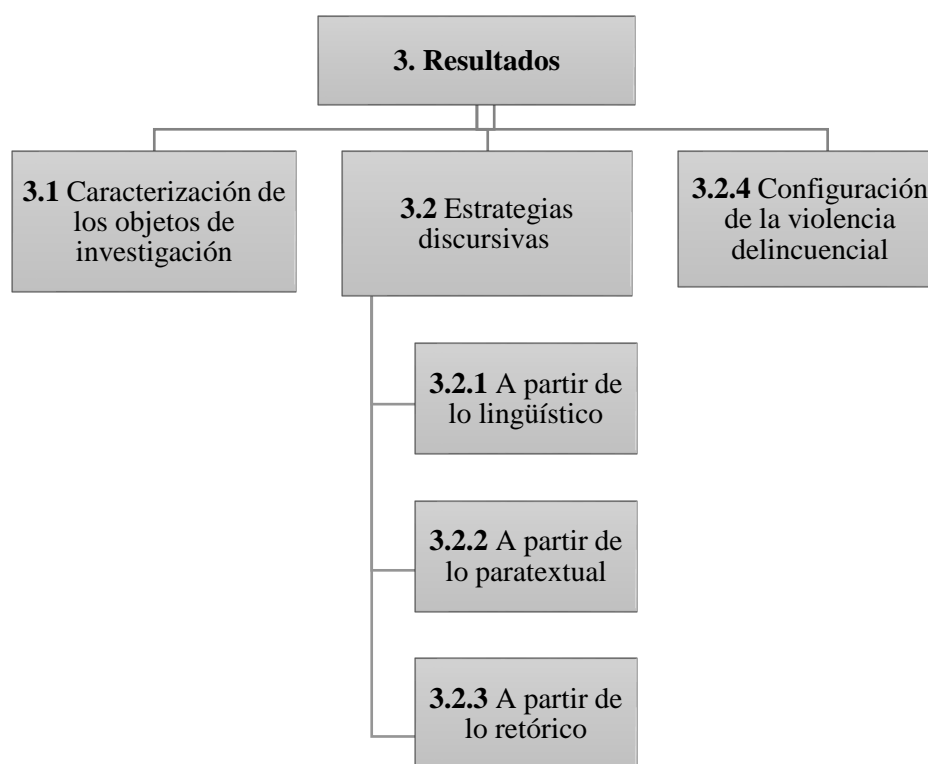 3. Resultados
3.1 Caracterización de
los objetos de
investigación
3.2 Estrategias
discursivas
3.2.4 Configuración
de la violencia
delincuencial
3.2.1 A partir de
lo lingüístico
3.2.2 A partir de
lo paratextual
3.2.3 A partir de
lo retórico